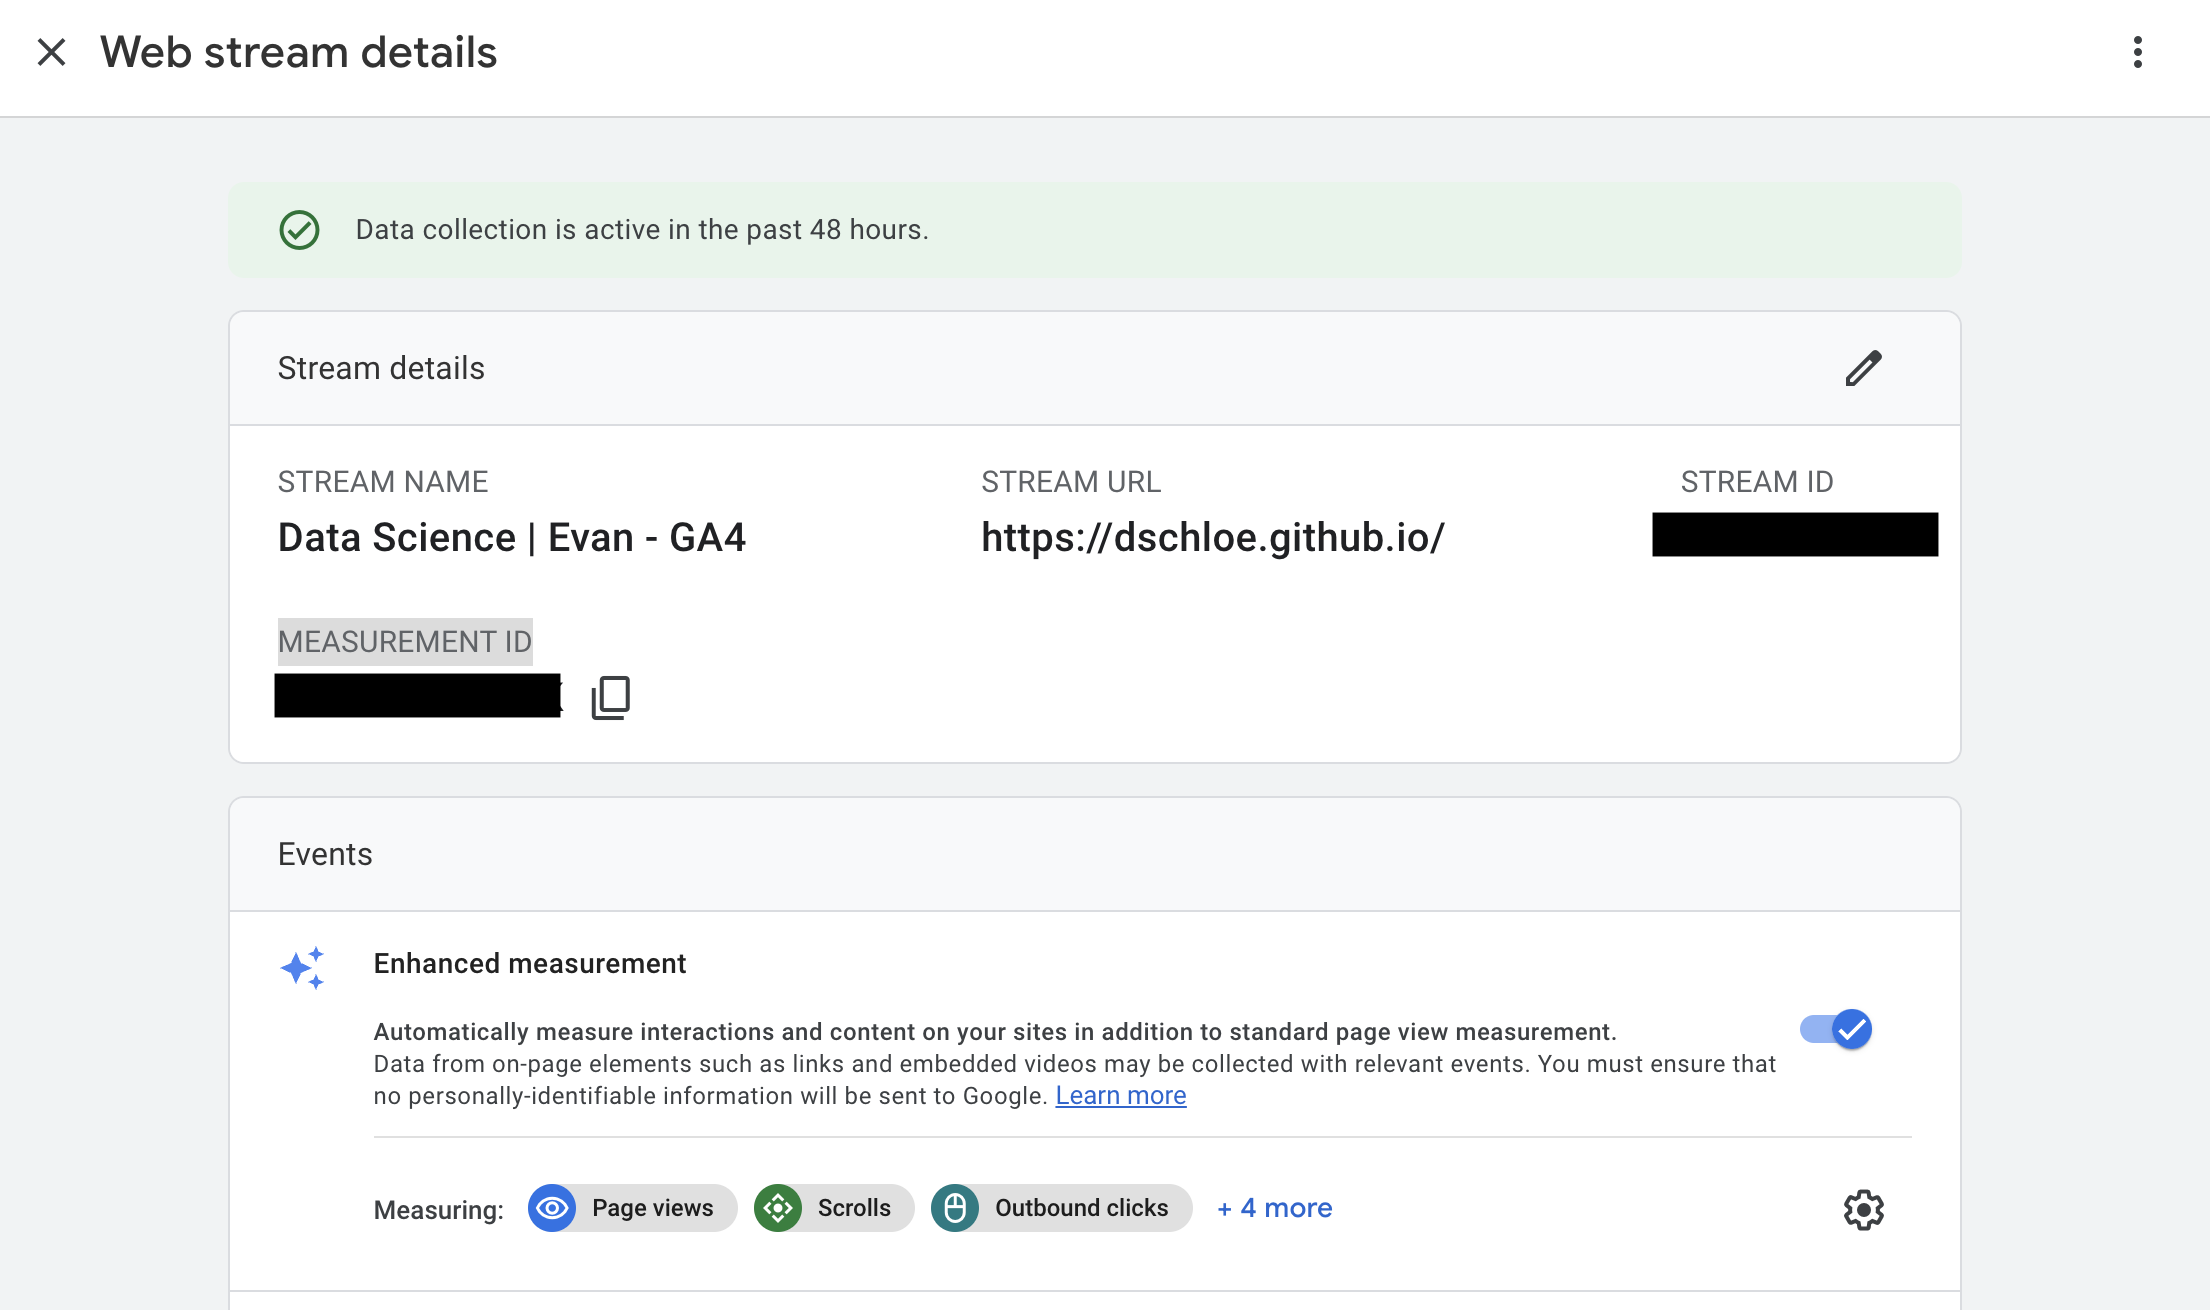 Web stream details
Data collection is active in the past 48 hours.
Stream details
STREAM NAME
Data Science | Evan - GA4
STREAM URL
https://dschloe.github.io/
STREAM ID
MEASUREMENT ID
Events
Enhanced measurement
Automatically measure interactions and content on your sites in addition to standard page view measurement.
Data from on-page elements such as links and embedded videos may be collected with relevant events. You must ensure that
no personally-identifiable information will be sent to Google. Learn more
Measuring: Page views Scrolls Outbound clicks + 4 more